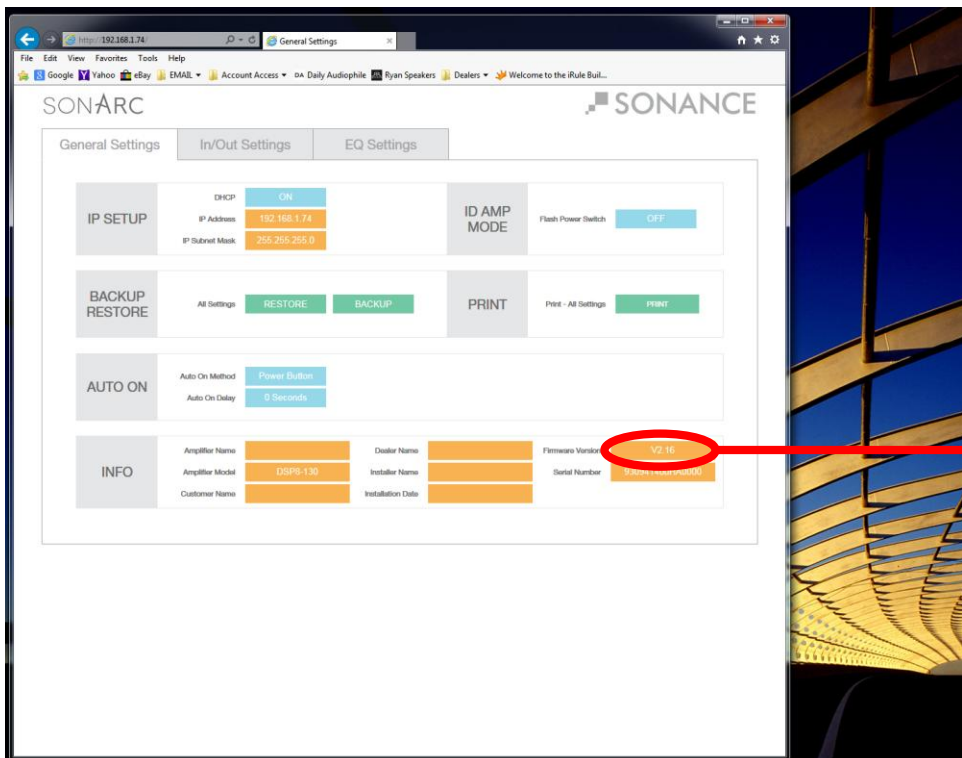 http://192.168.1.74/
General Settings
File Edit View Favorites Tools Help
Google Yahoo eBay EMAIL Account Access DA Daily Audiophile Ryan Speakers Dealers Welcome to the iRule Buil...
SONARC
SONANCE
General Settings In/Out Settings EQ Settings
IP SETUP
DHCP ON
IP Address 192.168.1.74
IP Subnet Mask 255.255.255.0
ID AMP
MODE
Flash Power Switch OFF
BACKUP
RESTORE
All Settings RESTORE BACKUP
PRINT
Print - All Settings PRINT
AUTO ON
Auto On Method Power Button
Auto On Delay 0 Seconds
INFO
Amplifier Name Dealer Name Firmware Version V2.16
Amplifier Model DSP8-130 Installer Name Serial Number
Customer Name Installation Date